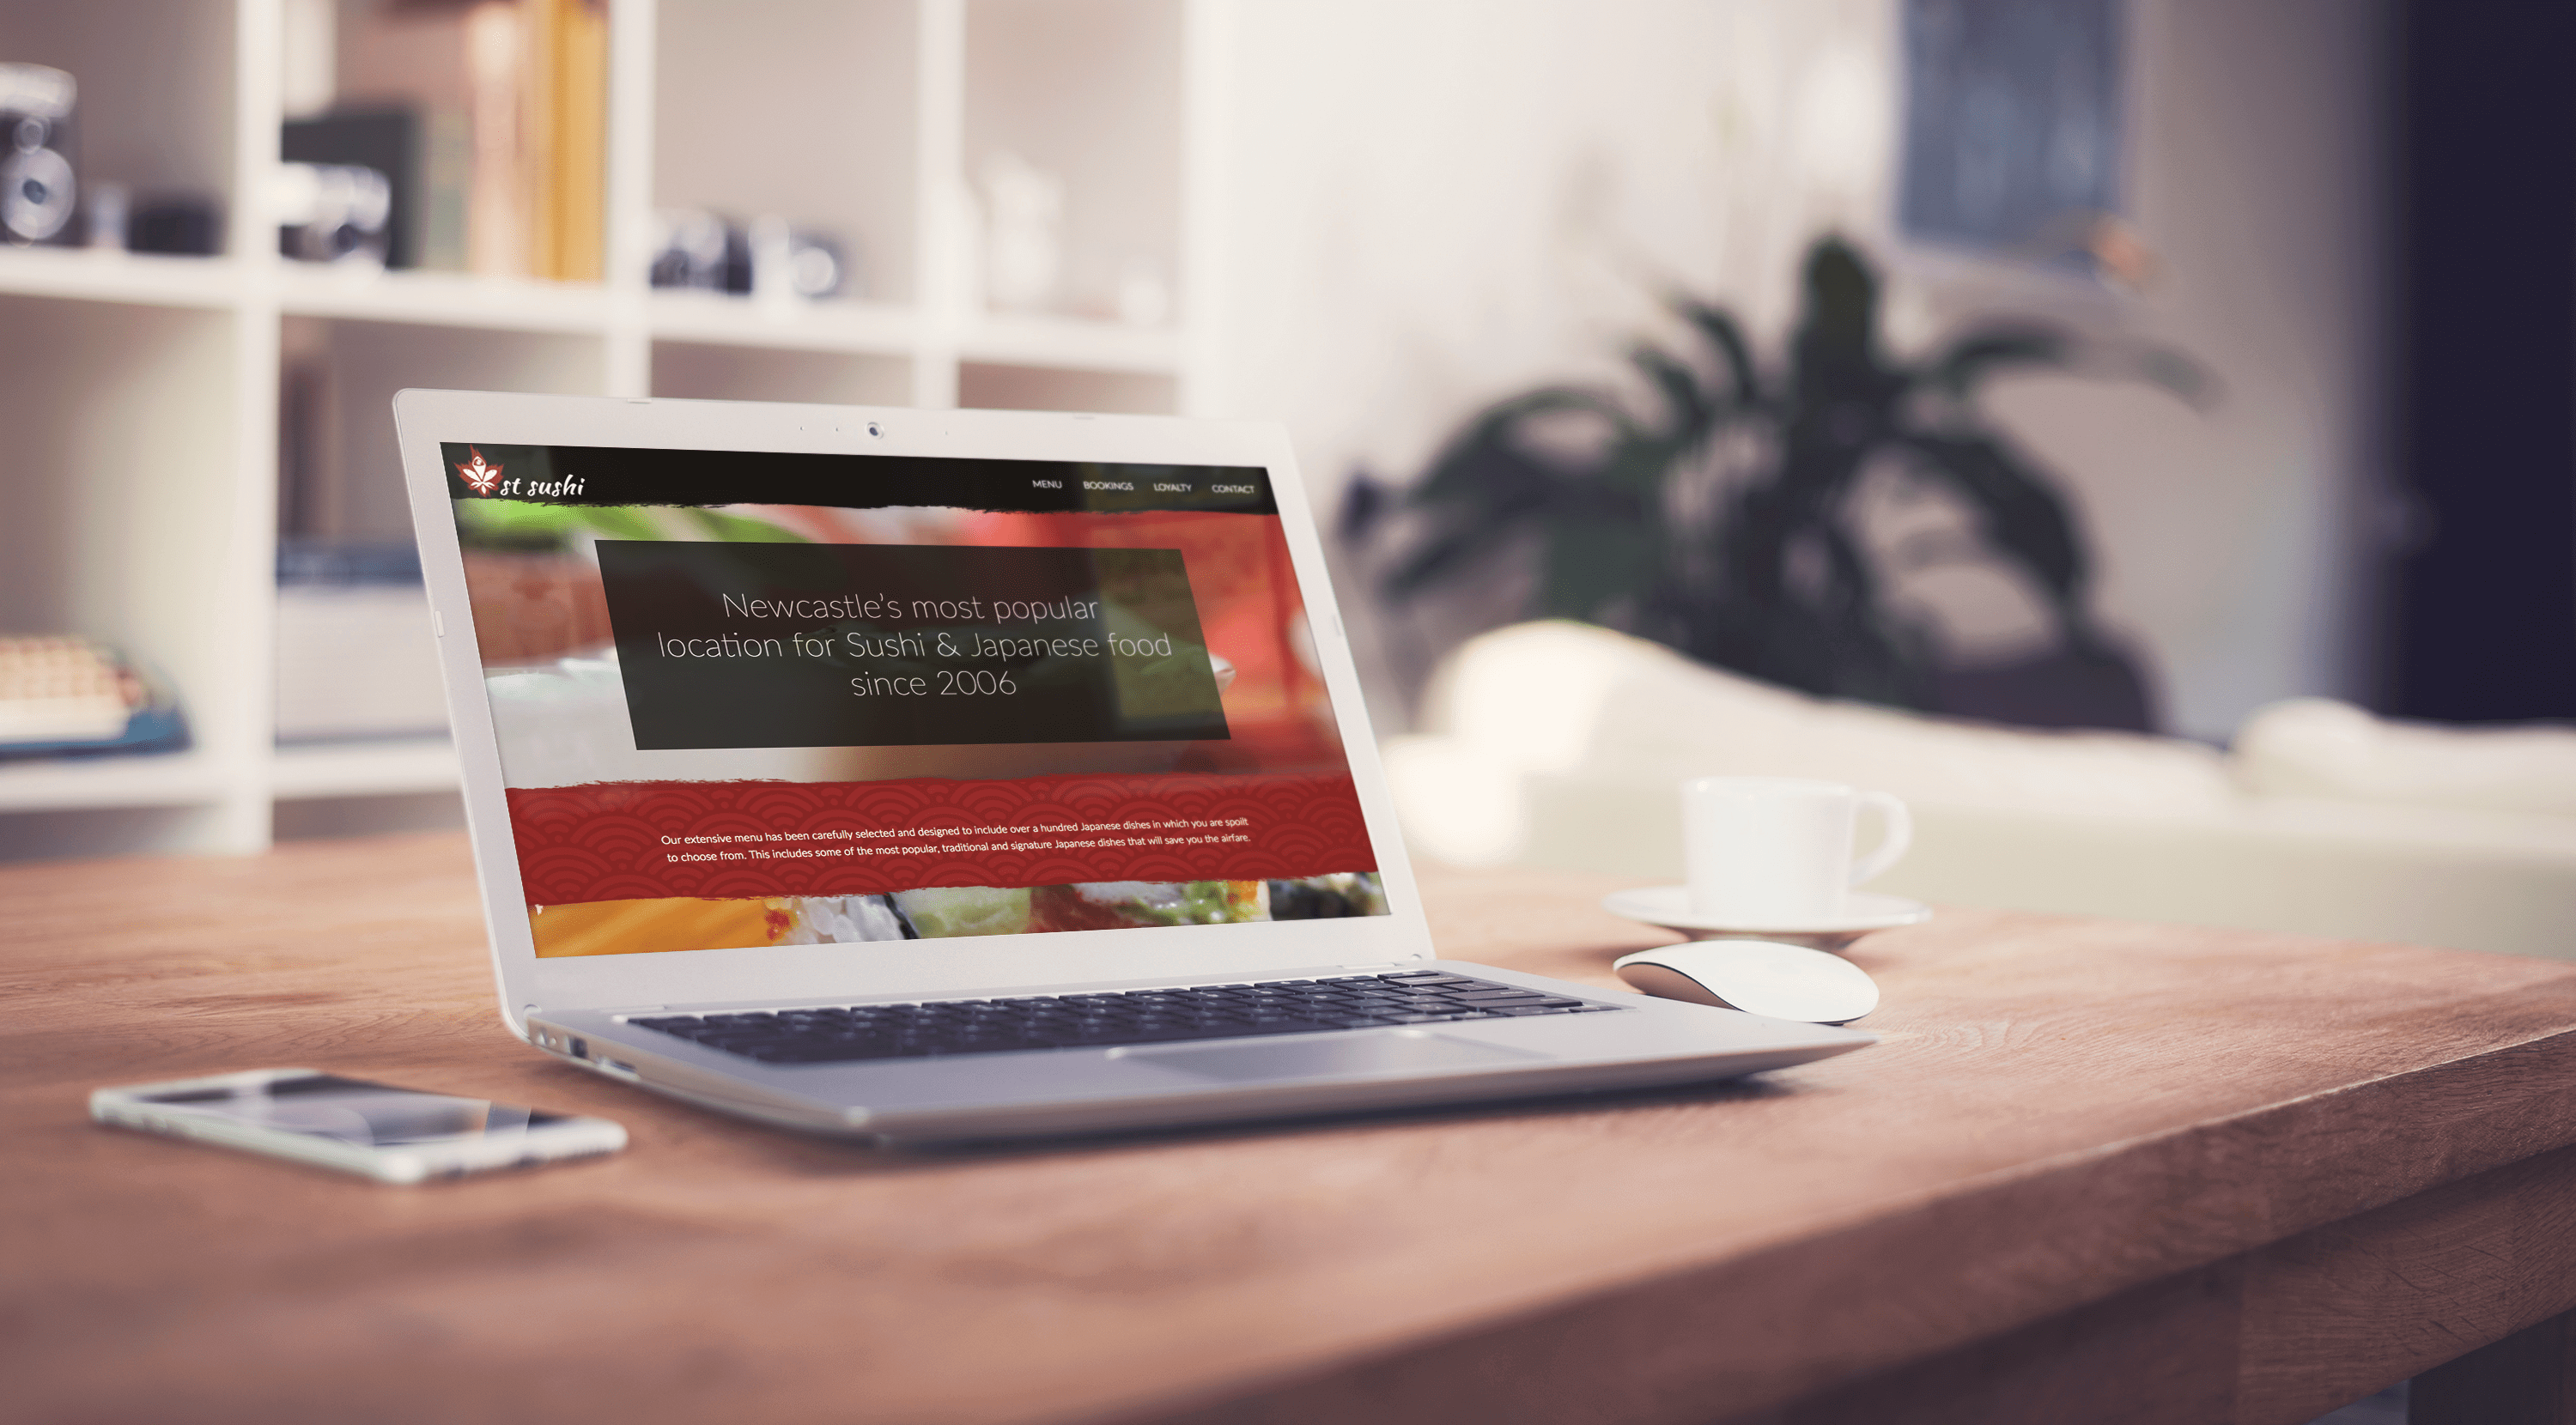 st sushi
MENU BOOKINGS LOYALTY CONTACT
Newcastle's most popular
location for Sushi & Japanese food
since 2006
Our extensive menu has been carefully selected and designed to include over a hundred Japanese dishes in which you are spoilt
to choose from. This includes some of the most popular, traditional and signature Japanese dishes that will save you the airfare.